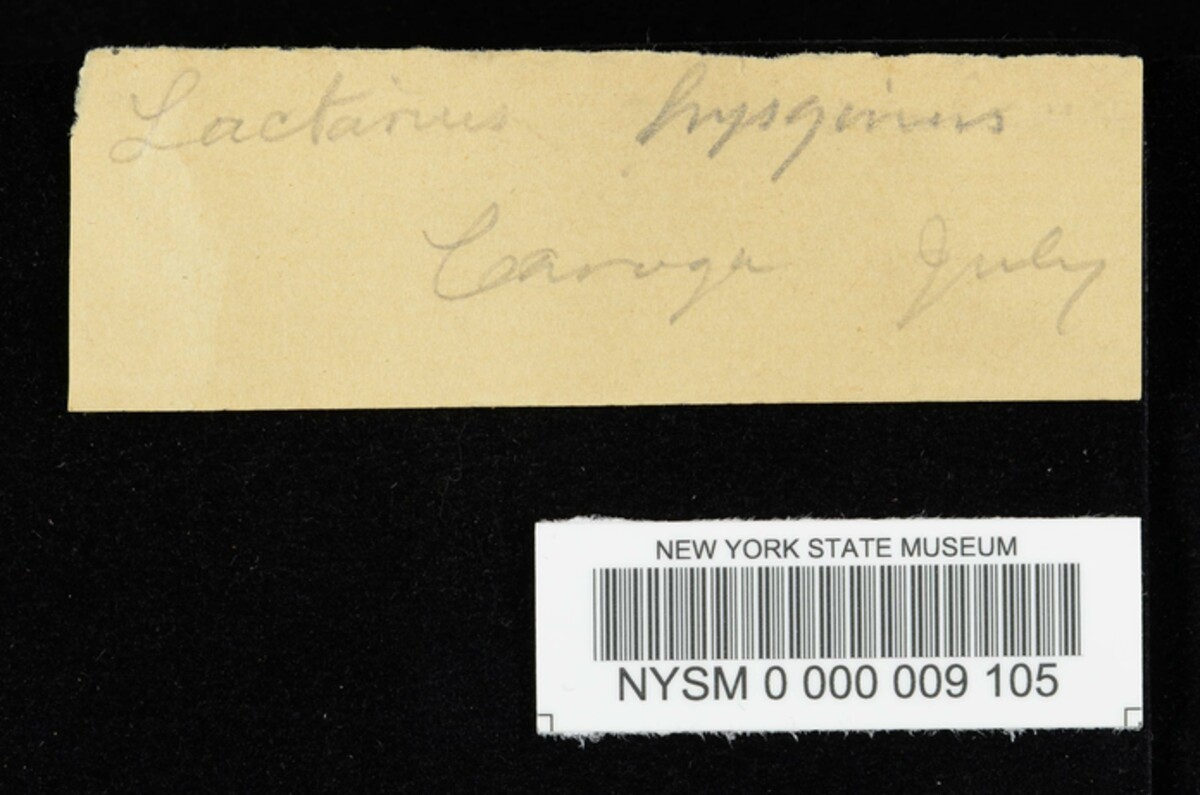 Lactarius hysginus
Caroga July
NEW YORK STATE MUSEUM
NYSM 0 000 009 105